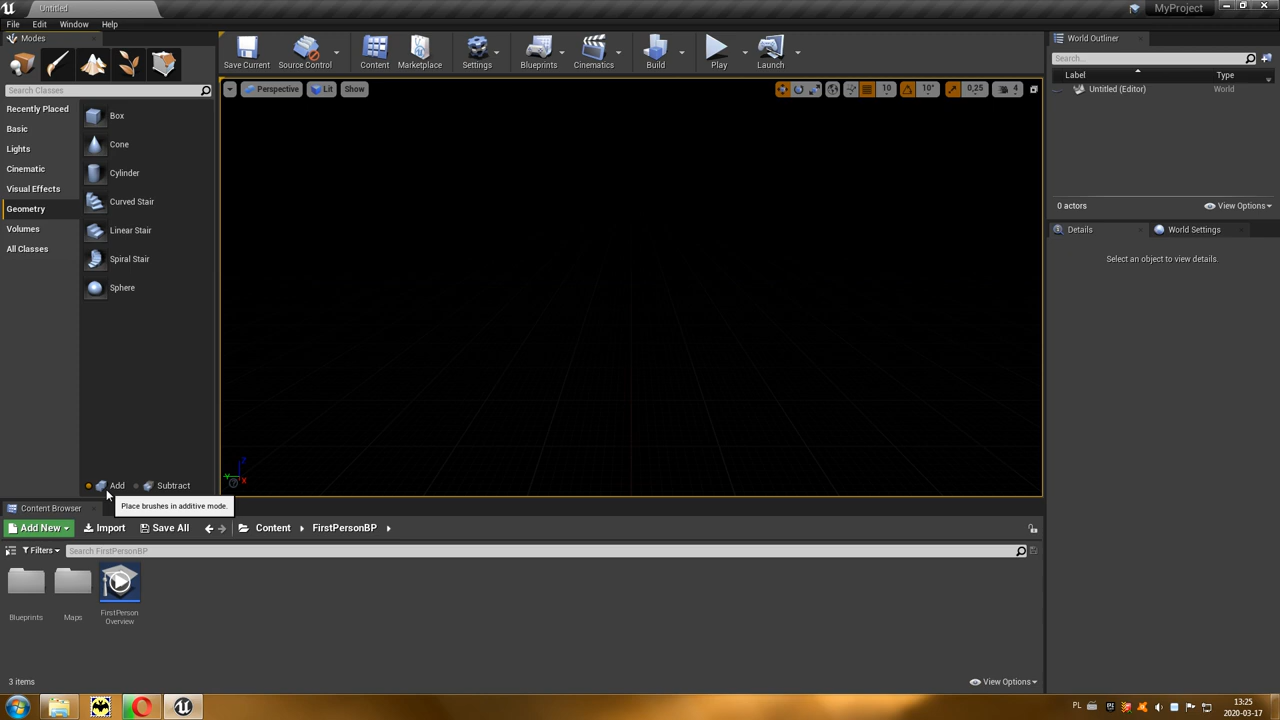 Untitled
MyProject
File Edit Window Help
Modes
World Outliner
Save Current Source Control Content Marketplace Settings Blueprints Cinematics Build Play Launch
Search...
Label Type
Untitled (Editor) World
Search Classes
Perspective Lit Show 10 10° 0,25 4
Recently Placed
Basic
Lights
Cinematic
Visual Effects
Geometry
Volumes
All Classes
Box
Cone
Cylinder
Curved Stair
Linear Stair
Spiral Stair
Sphere
0 actors View Options
Details World Settings
Select an object to view details.
Z
Y X
Add Subtract
Place brushes in additive mode.
Content Browser
Add New Import Save All Content FirstPersonBP
Filters Search FirstPersonBP
Blueprints
Maps
FirstPerson
Overview
3 items View Options
PL
13:25
2020-03-17